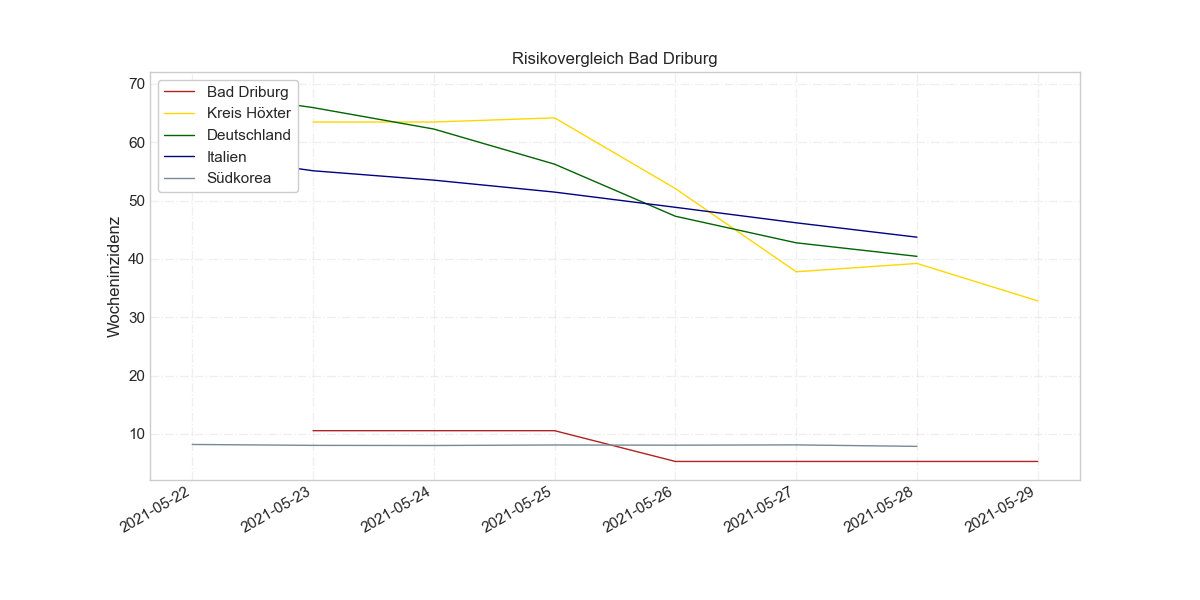 Risikovergleich Bad Driburg
Bad Driburg
Kreis Höxter
Deutschland
Italien
Südkorea
Wocheninzidenz
70
60
50
40
30
20
10
2021-05-22
2021-05-23
2021-05-24
2021-05-25
2021-05-26
2021-05-27
2021-05-28
2021-05-29